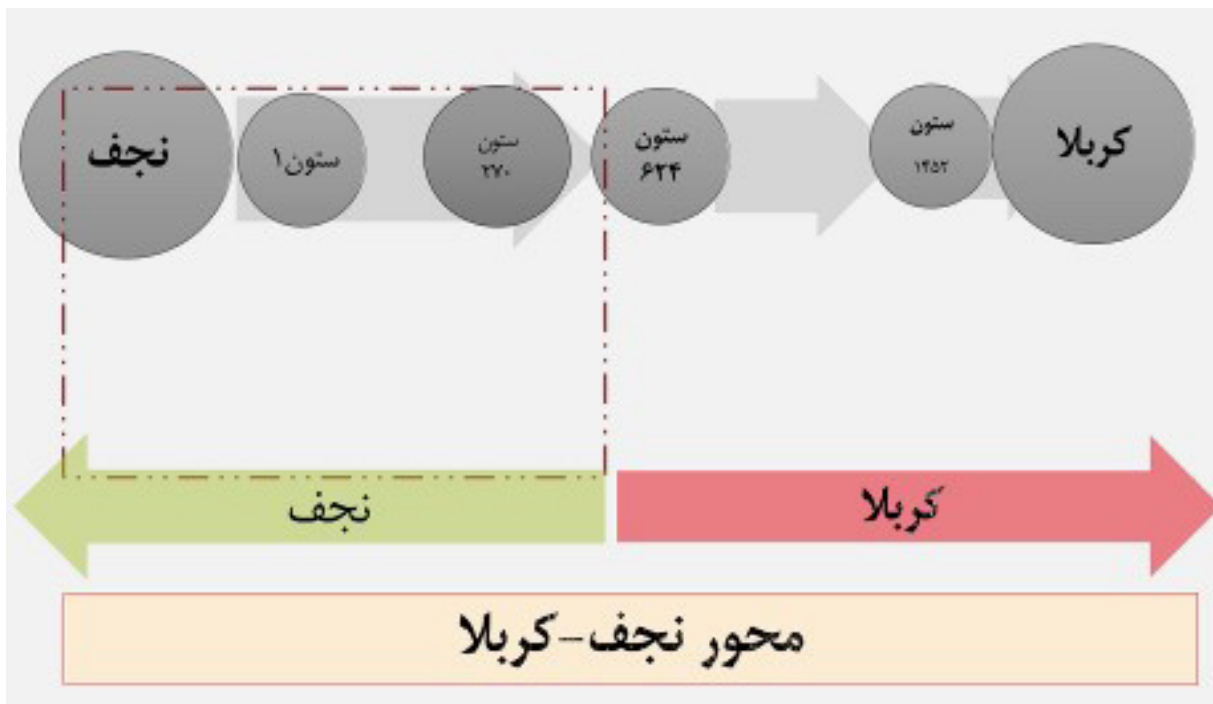 نجف
ستون۱
ستون
۲۷۰
ستون
۶۲۴
ستون
۱۴۵۲
کربلا
نجف
کربلا
محور نجف-کربلا